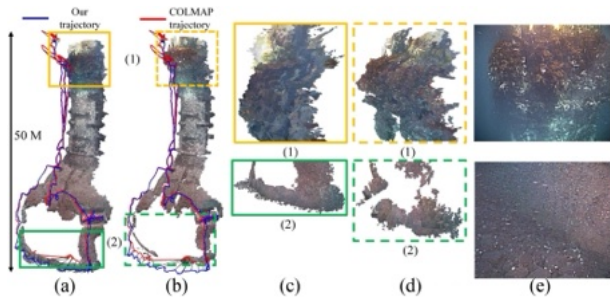 Our trajectory
COLMAP trajectory
50 M
(1)
(2)
(1)
(2)
(1)
(2)
(a)
(b)
(c)
(d)
(e)